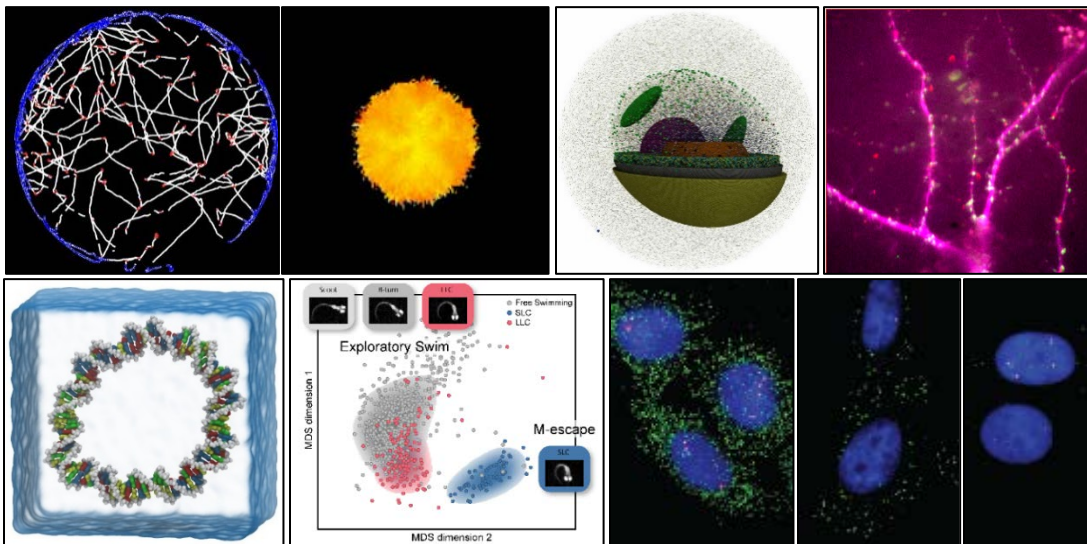 Scoot
R-turn
LLC
Free Swimming
SLC
LLC
Exploratory Swim
MDS dimension 1
M-escape
SLC
MDS dimension 2